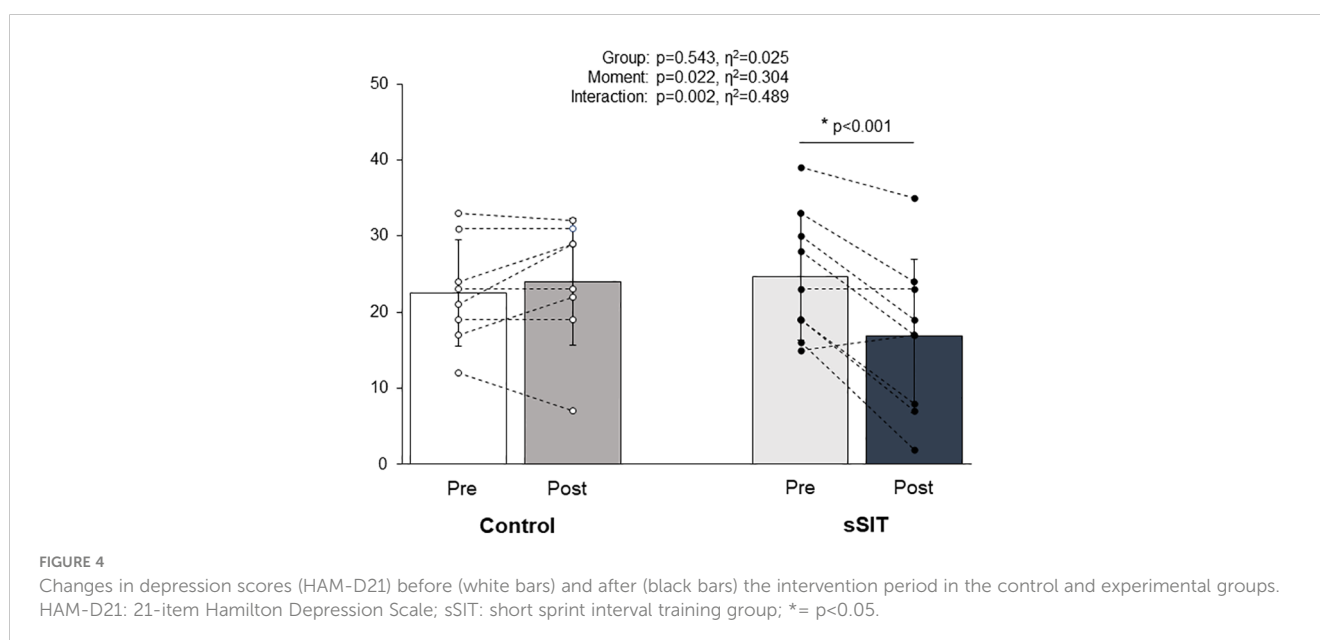 Group: p=0.543, η²=0.025
Moment: p=0.022, η²=0.304
Interaction: p=0.002, η²=0.489
50
40
30
20
10
0
* p<0.001
Pre
Post
Pre
Post
Control
sSIT
FIGURE 4
Changes in depression scores (HAM-D21) before (white bars) and after (black bars) the intervention period in the control and experimental groups.
HAM-D21: 21-item Hamilton Depression Scale; sSIT: short sprint interval training group; *= p<0.05.